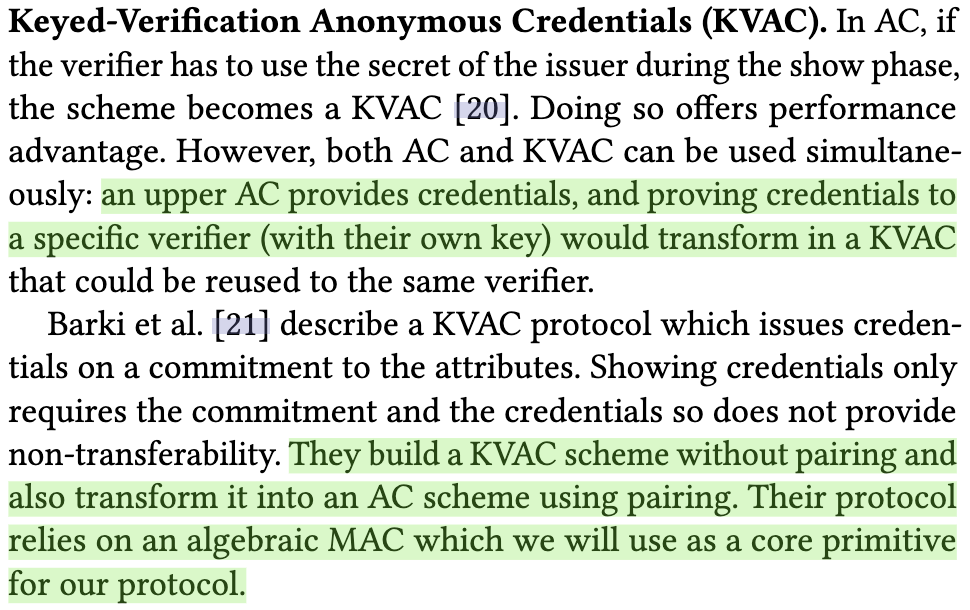 Keyed-Verification Anonymous Credentials (KVAC). In AC, if
the verifier has to use the secret of the issuer during the show phase,
the scheme becomes a KVAC [20]. Doing so offers performance
advantage. However, both AC and KVAC can be used simultane-
ously: an upper AC provides credentials, and proving credentials to
a specific verifier (with their own key) would transform in a KVAC
that could be reused to the same verifier.
Barki et al. [21] describe a KVAC protocol which issues creden-
tials on a commitment to the attributes. Showing credentials only
requires the commitment and the credentials so does not provide
non-transferability. They build a KVAC scheme without pairing and
also transform it into an AC scheme using pairing. Their protocol
relies on an algebraic MAC which we will use as a core primitive
for our protocol.